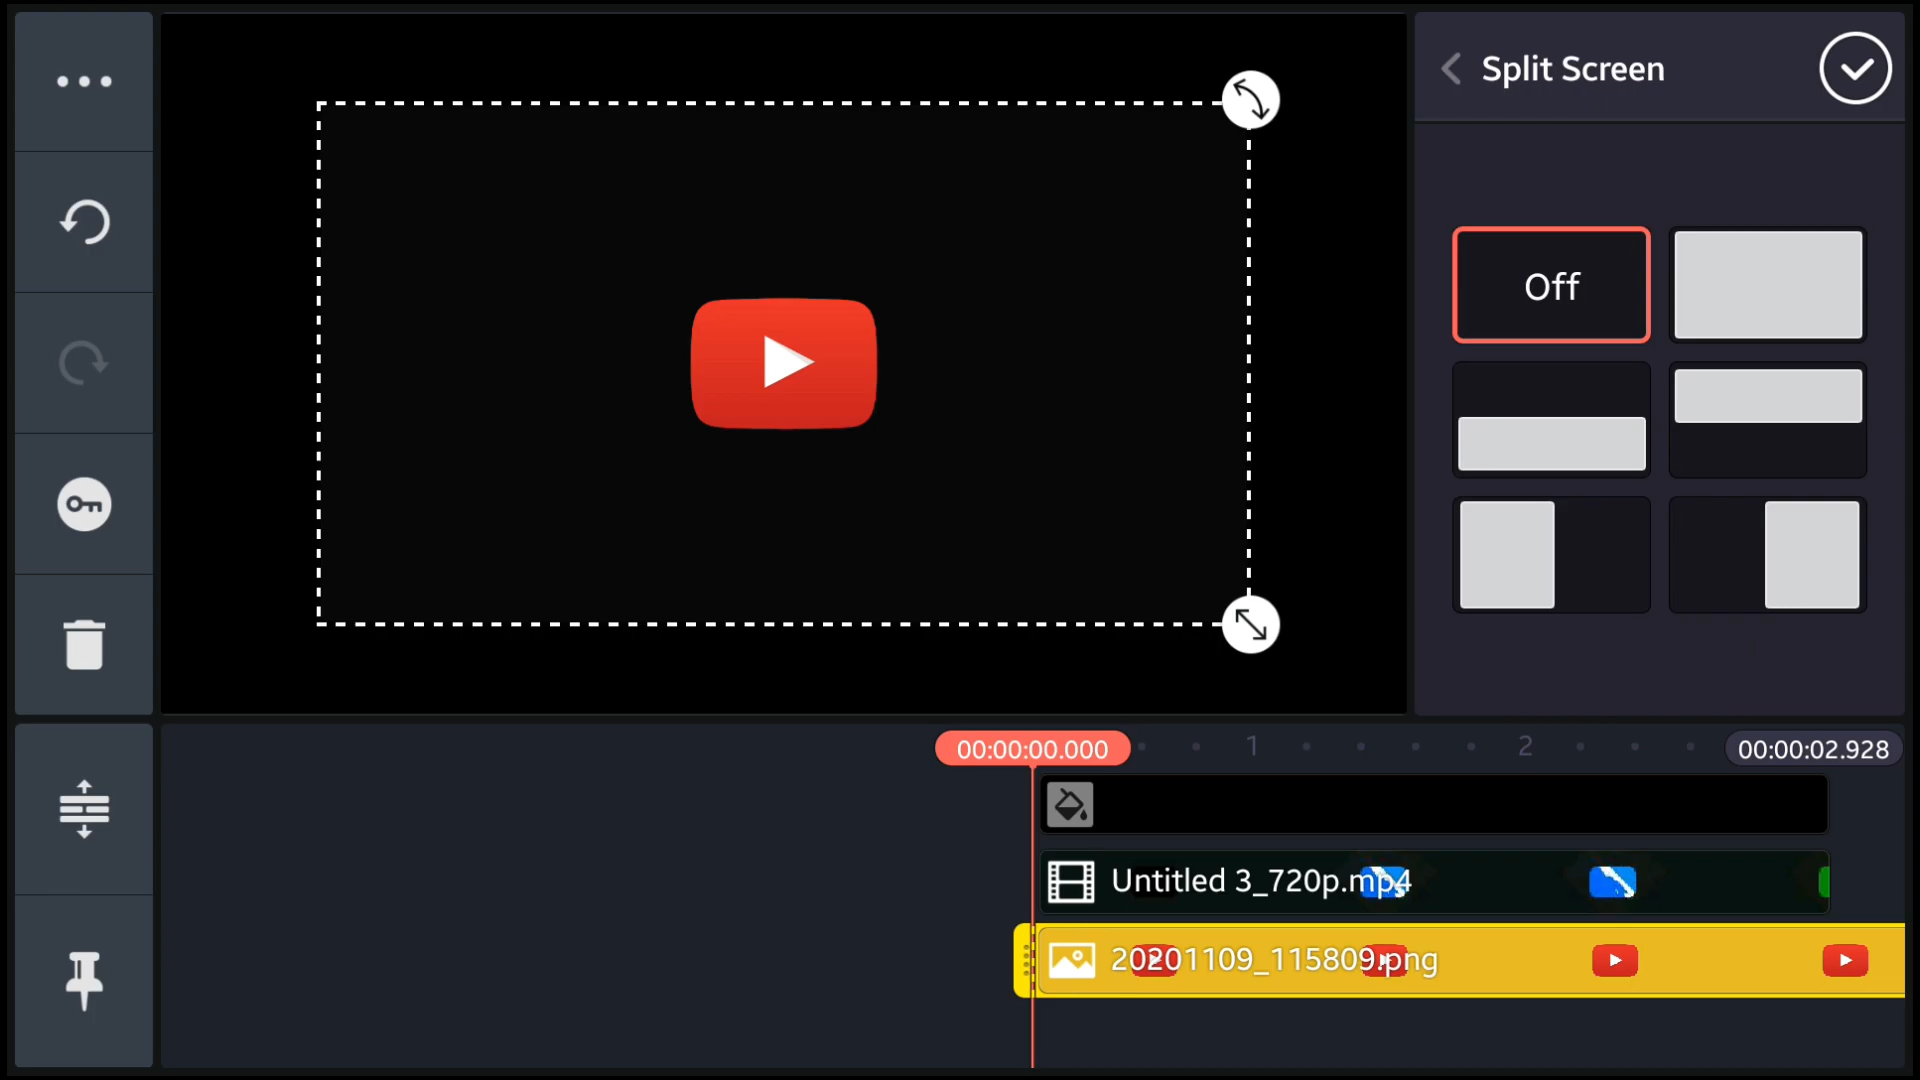 Split Screen
Off
00:00:00.000
1
2
00:00:02.928
Untitled 3_720p.mp4
20201109_115809.png